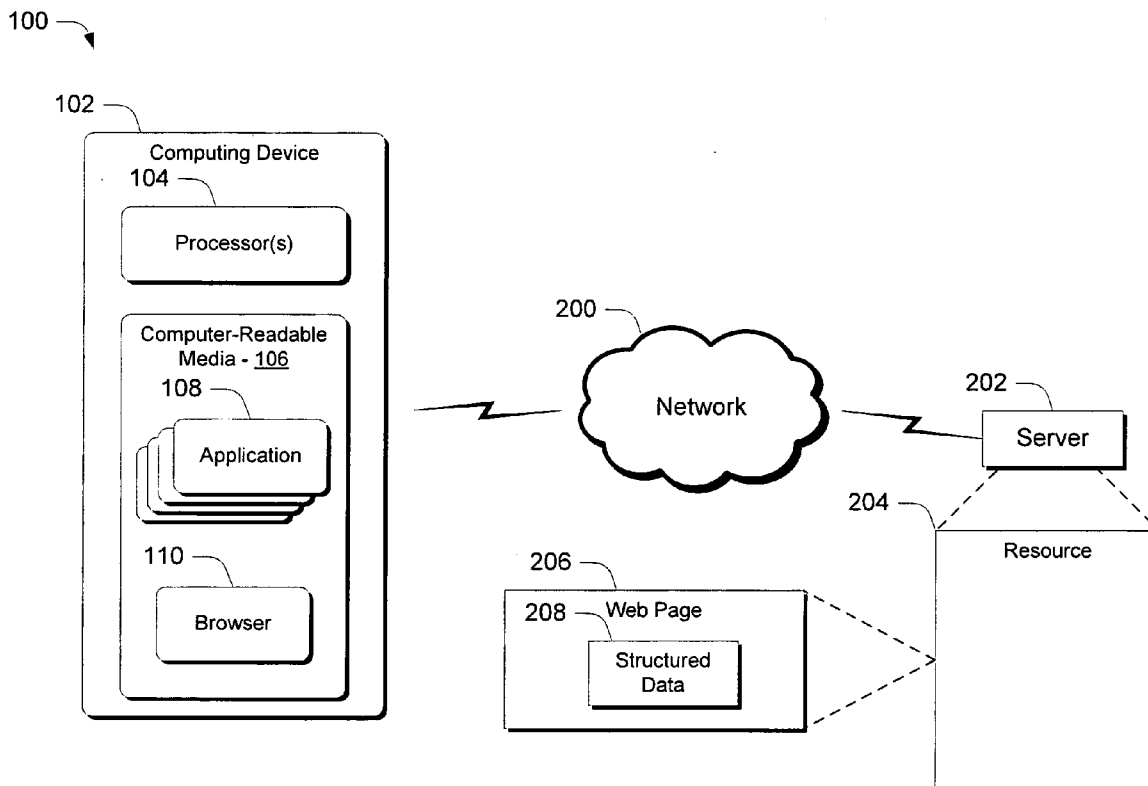 100
102
Computing Device
104
Processor(s)
Computer-Readable
Media - 106
108
Application
110
Browser
200
Network
202
Server
204
Resource
206
Web Page
208
Structured
Data